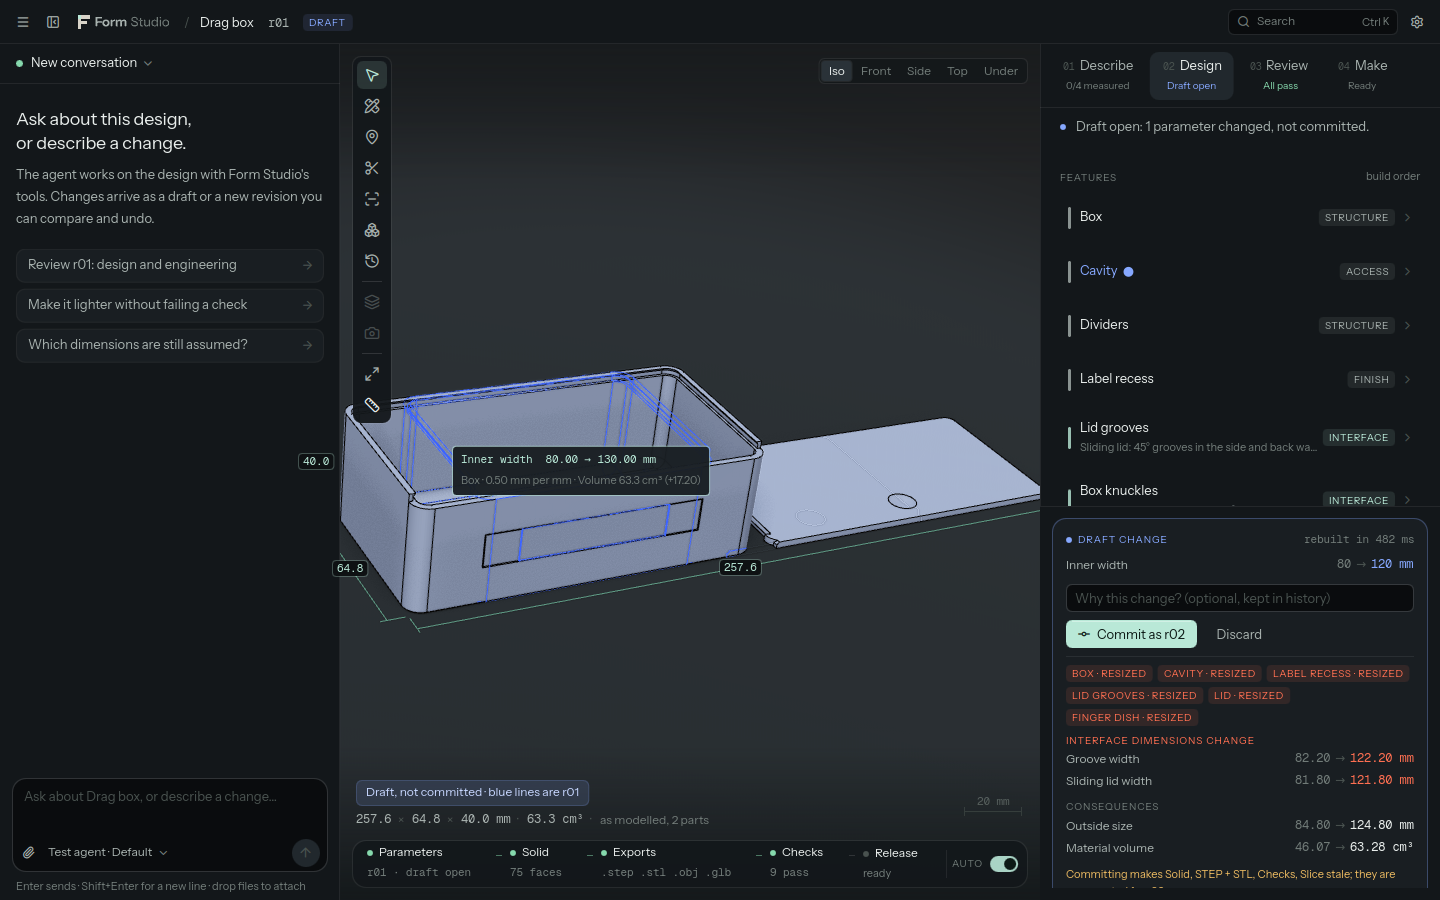 Form Studio / Drag box r01 DRAFT
Search Ctrl K
New conversation
Ask about this design,
or describe a change.
The agent works on the design with Form Studio's
tools. Changes arrive as a draft or a new revision you
can compare and undo.
Review r01: design and engineering
Make it lighter without failing a check
Which dimensions are still assumed?
Ask about Drag box, or describe a change...
Test agent · Default
Enter sends · Shift+Enter for a new line · drop files to attach
Iso Front Side Top Under
40.0
Inner width 80.00 → 130.00 mm
Box · 0.50 mm per mm · Volume 63.3 cm³ (+17.20)
64.8
257.6
Draft, not committed · blue lines are r01
257.6 × 64.8 × 40.0 mm · 63.3 cm³ · as modelled, 2 parts
20 mm
Parameters
r01 · draft open
Solid
75 faces
Exports
.step .stl .obj .glb
Checks
9 pass
Release
ready
AUTO
01 Describe
0/4 measured
02 Design
Draft open
03 Review
All pass
04 Make
Ready
Draft open: 1 parameter changed, not committed.
FEATURES build order
Box STRUCTURE
Cavity ACCESS
Dividers STRUCTURE
Label recess FINISH
Lid grooves INTERFACE
Sliding lid: 45° grooves in the side and back wa...
Box knuckles INTERFACE
DRAFT CHANGE rebuilt in 482 ms
Inner width 80 → 120 mm
Why this change? (optional, kept in history)
Commit as r02 Discard
BOX · RESIZED CAVITY · RESIZED LABEL RECESS · RESIZED
LID GROOVES · RESIZED LID · RESIZED
FINGER DISH · RESIZED
INTERFACE DIMENSIONS CHANGE
Groove width 82.20 → 122.20 mm
Sliding lid width 81.80 → 121.80 mm
CONSEQUENCES
Outside size 84.80 → 124.80 mm
Material volume 46.07 → 63.28 cm³
Committing makes Solid, STEP + STL, Checks, Slice stale; they are